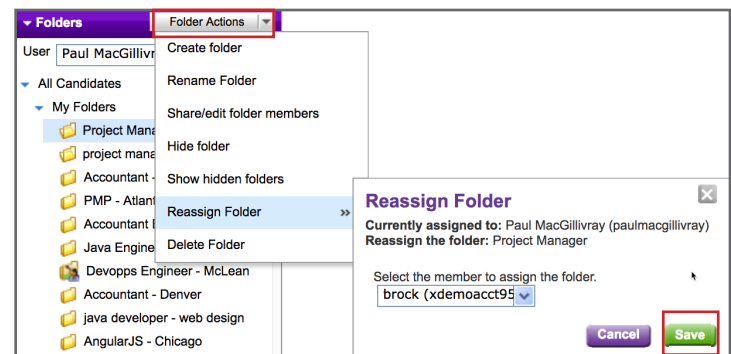 Folders
Folder Actions
User Paul MacGillivr
All Candidates
My Folders
Project Mana
project mana
Accountant -
PMP - Atlant
Accountant
Java Engine
Devopps Engineer - McLean
Accountant - Denver
java developer - web design
AngularJS - Chicago
Create folder
Rename Folder
Share/edit folder members
Hide folder
Show hidden folders
Reassign Folder »
Delete Folder
Reassign Folder
Currently assigned to: Paul MacGillivray (paulmacgillivray)
Reassign the folder: Project Manager
Select the member to assign the folder.
brock (xdemoacct95
Cancel
Save